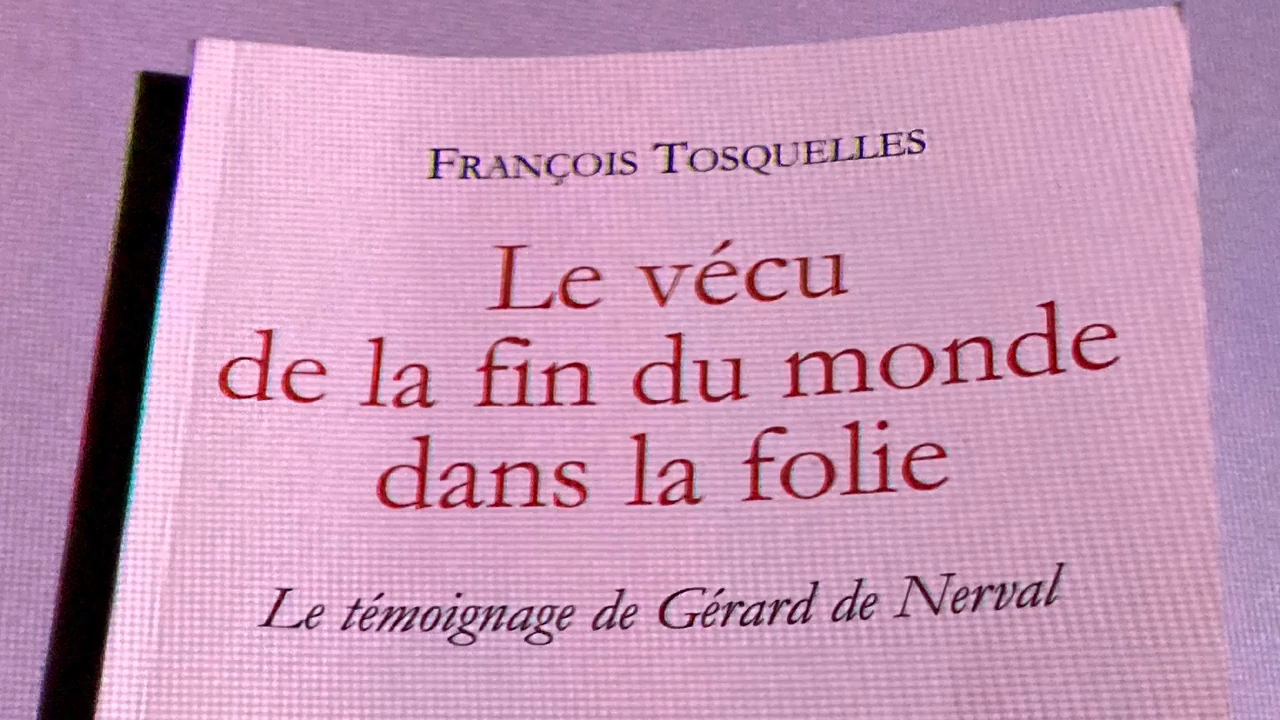 FRANÇOIS TOSQUELLES
Le vécu
de la fin du monde
dans la folie
Le témoignage de Gérard de Nerval